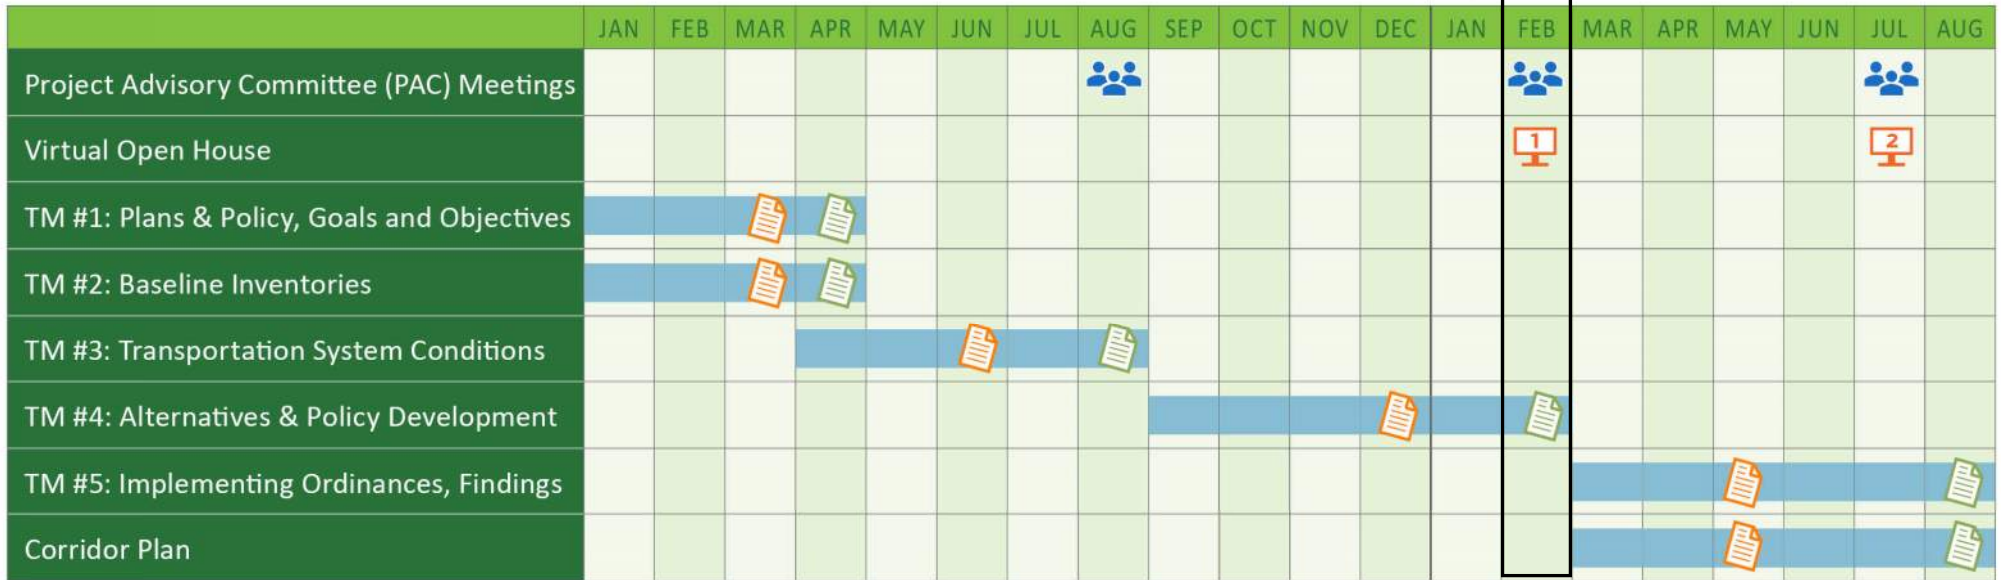 JAN FEB MAR APR MAY JUN JUL AUG SEP OCT NOV DEC JAN FEB MAR APR MAY JUN JUL AUG
Project Advisory Committee (PAC) Meetings
Virtual Open House 1 2
TM #1: Plans & Policy, Goals and Objectives
TM #2: Baseline Inventories
TM #3: Transportation System Conditions
TM #4: Alternatives & Policy Development
TM #5: Implementing Ordinances, Findings
Corridor Plan